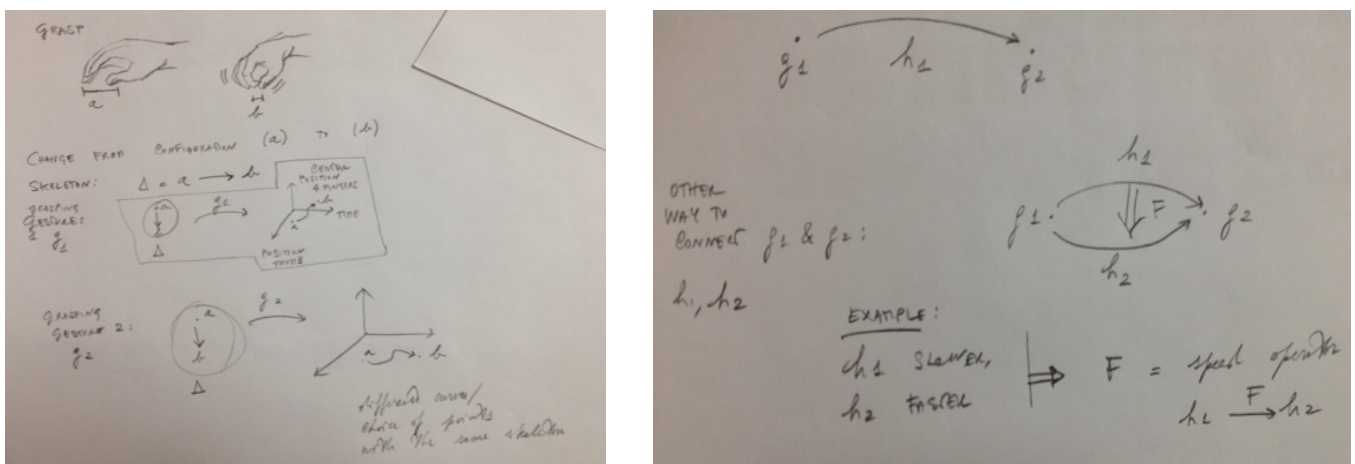 GRASP
a
b
CHANGE FROM CONFIGURATION (a) TO (b)
SKELETON: Δ = a → b
GRASPING
GESTURE:
1 g1
a
b
Δ
g1
CENTRAL
POSITION
4 FINGERS
a
b
TIME
POSITION
GRASPING
GESTURE 2:
g2
a
b
Δ
g2
a
b
different curve/
choice of points
with the same skeleton
g1
h1
g2
OTHER
WAY TO
CONNECT g1 & g2:
h1, h2
h1
g1
F
g2
h2
EXAMPLE:
h1 SLOWER,
h2 FASTER
⇒ F = speed operator
h1 F→ h2